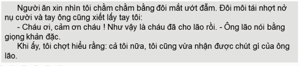 Người ăn xin nhìn tôi chằm chằm bằng đôi mắt ướt đẫm. Đôi môi tái nhợt nở
nụ cười và tay ông cũng xiết lấy tay tôi:
- Cháu ơi, cảm ơn cháu ! Như vậy là cháu đã cho lão rồi. - Ông lão nói bằng
giọng khản đặc.
Khi ấy, tôi chợt hiểu rằng: cả tôi nữa, tôi cũng vừa nhận được chút gì của ông
lão.